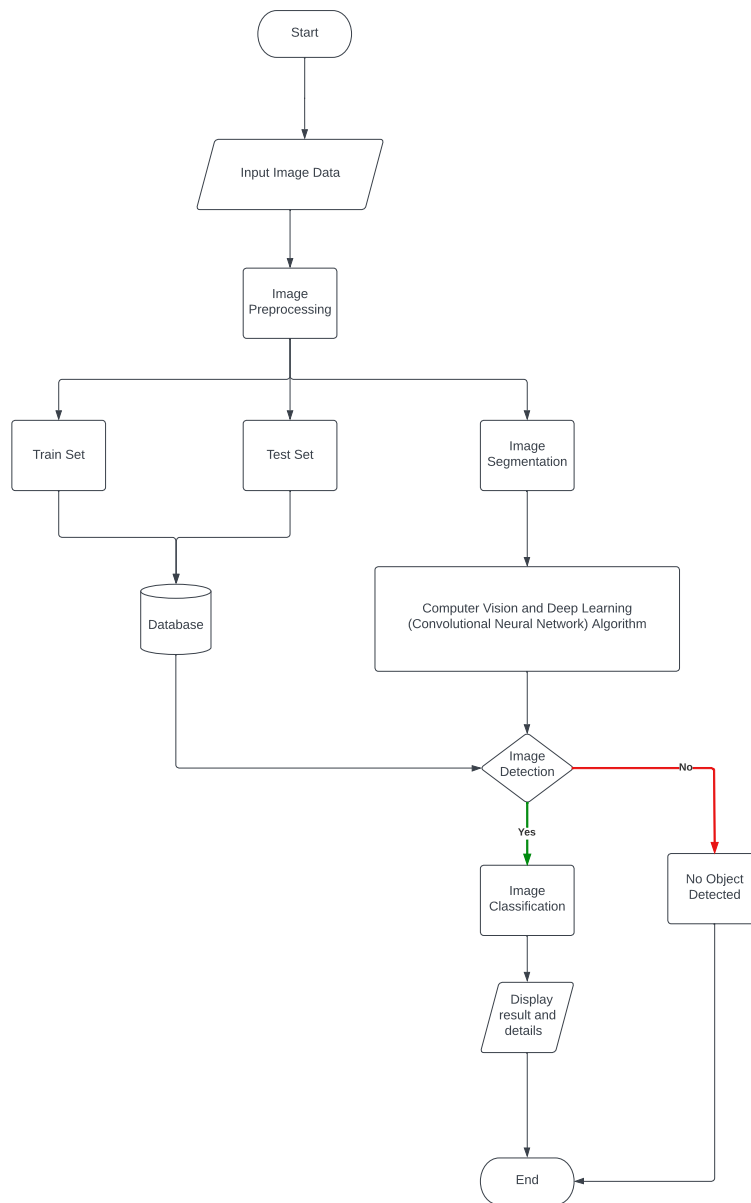 Start
Input Image Data
Image
Preprocessing
Train Set
Test Set
Image
Segmentation
Computer Vision and Deep Learning
(Convolutional Neural Network) Algorithm
Database
Image
Detection
No
Yes
Image
Classification
No Object
Detected
Display
result and
details
End